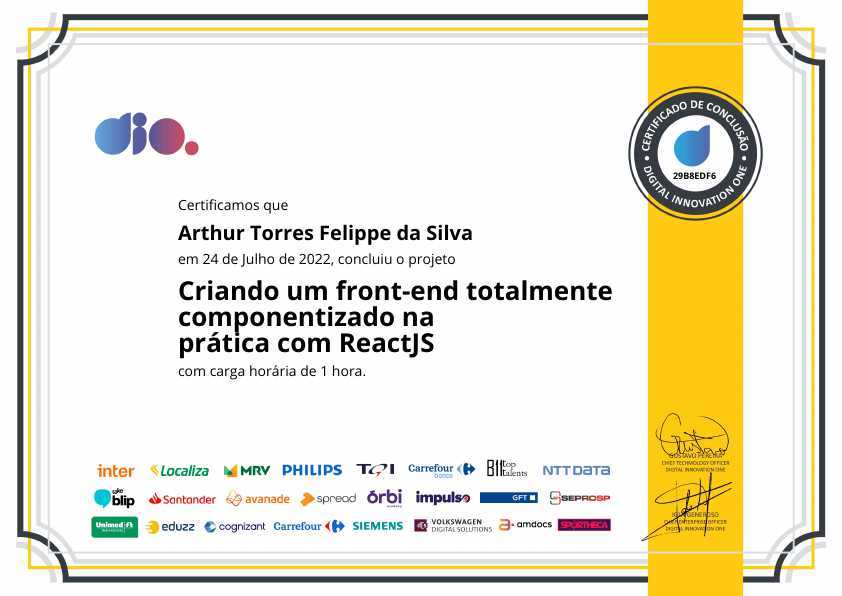 dio.
CERTIFICADO DE CONCLUSÃO
29B8EDF6
DIGITAL INNOVATION ONE
Certificamos que
Arthur Torres Felippe da Silva
em 24 de Julho de 2022, concluiu o projeto
Criando um front-end totalmente
componentizado na
prática com ReactJS
com carga horária de 1 hora.
GUSTAVO PEREIRA
CHIEF TECHNOLOGY OFFICER
DIGITAL INNOVATION ONE
inter Localiza MRV PHILIPS TQI Carrefour banco B11 top talents NTT DATA
take blip Santander avanade spread órbi impulso GFT SEPROSP
Unimed eduzz cognizant Carrefour SIEMENS VOLKSWAGEN DIGITAL SOLUTIONS amdocs SPORTHECA
GENEROSO
CHIEF ENTERPRISE OFFICER
DIGITAL INNOVATION ONE